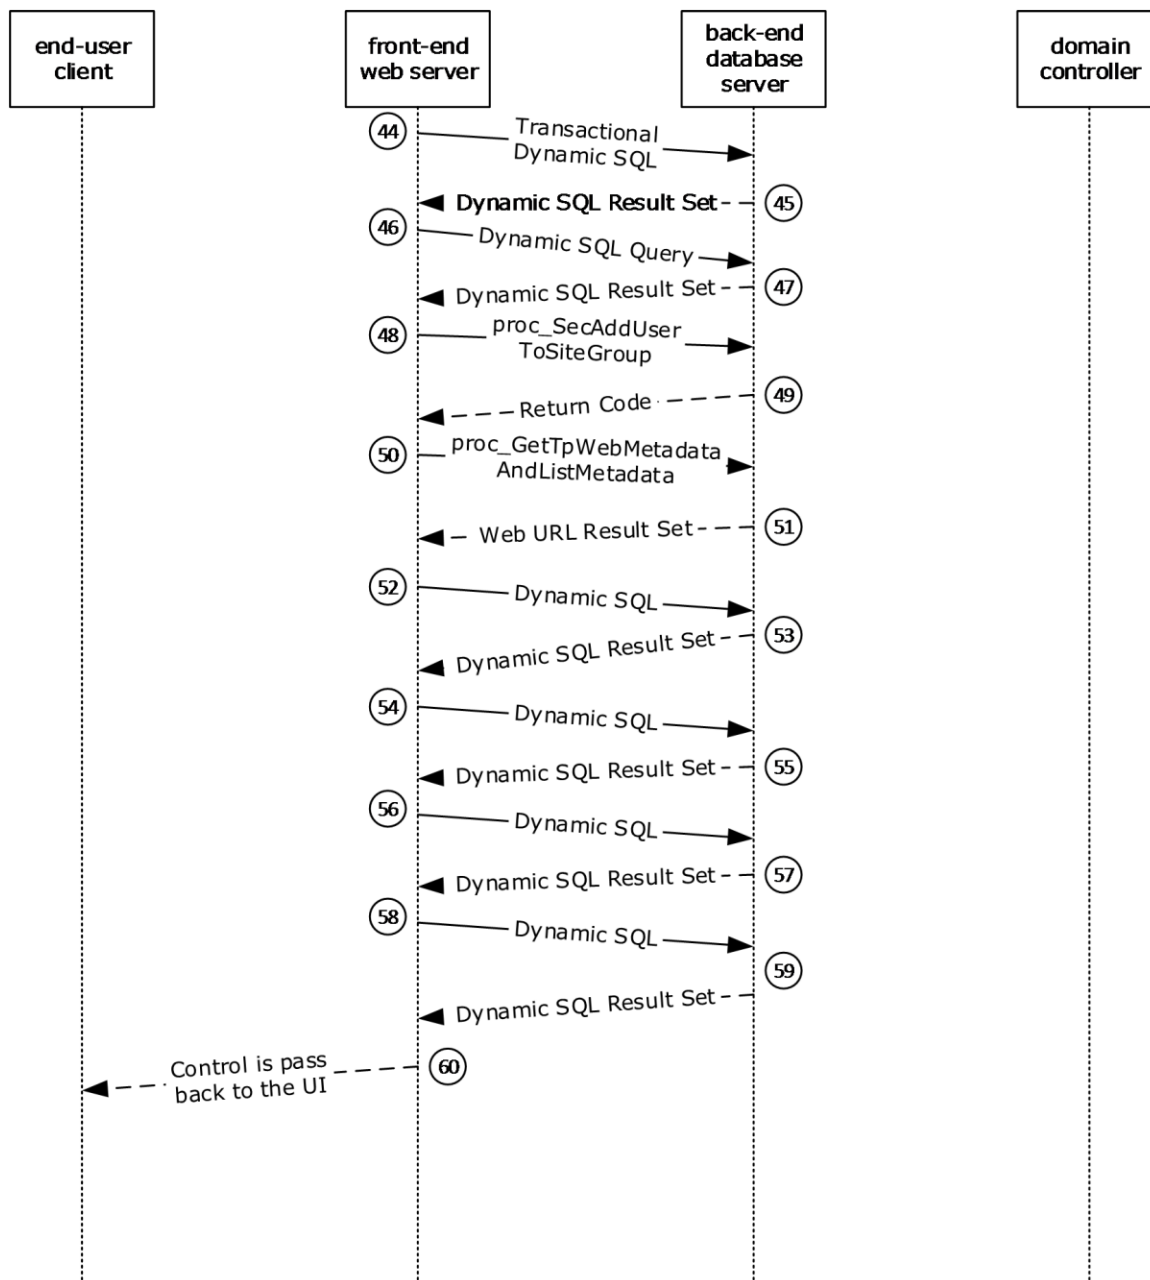 end-user
client
front-end
web server
back-end
database
server
domain
controller
44
Transactional
Dynamic SQL
Dynamic SQL Result Set
45
46
Dynamic SQL Query
Dynamic SQL Result Set
47
48
proc_SecAddUser
ToSiteGroup
Return Code
49
50
proc_GetTpWebMetadata
AndListMetadata
Web URL Result Set
51
52
Dynamic SQL
Dynamic SQL Result Set
53
54
Dynamic SQL
Dynamic SQL Result Set
55
56
Dynamic SQL
Dynamic SQL Result Set
57
58
Dynamic SQL
59
Dynamic SQL Result Set
Control is pass
back to the UI
60